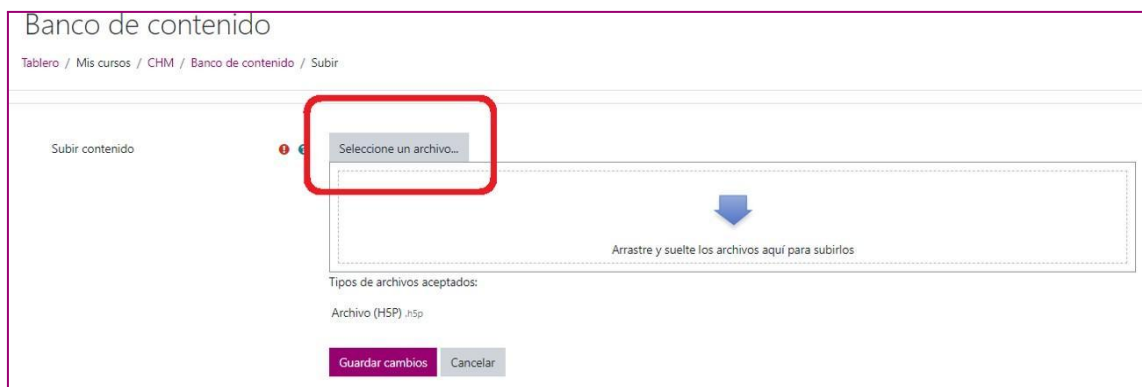 Banco de contenido
Tablero / Mis cursos / CHM / Banco de contenido / Subir
Subir contenido
Seleccione un archivo...
Arrastre y suelte los archivos aquí para subirlos
Tipos de archivos aceptados:
Archivo (H5P) .h5p
Guardar cambios Cancelar